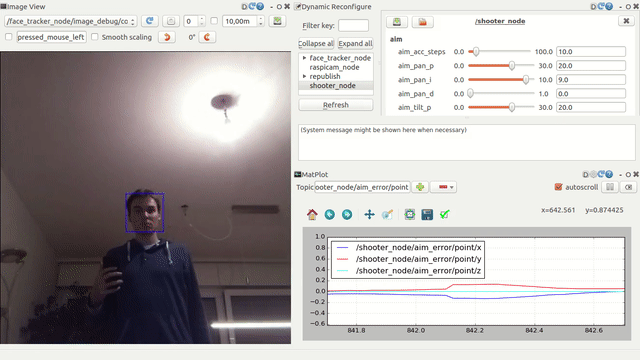 Image View
/face_tracker_node/image_debug/co
0
10,00m
pressed_mouse_left
Smooth scaling
0°
Dynamic Reconfigure
Filter key:
Collapse all
Expand all
face_tracker_node
raspicam_node
republish
shooter_node
Refresh
/shooter_node
aim
aim_acc_steps 0.0 100.0 10.0
aim_pan_p 0.0 30.0 20.0
aim_pan_i 0.0 10.0 9.0
aim_pan_d 0.0 1.0 0.0
aim_tilt_p 0.0 30.0 20.0
(System message might be shown here when necessary)
MatPlot
Topic ooter_node/aim_error/point
autoscroll
x=642.561 y=0.874425
/shooter_node/aim_error/point/x
/shooter_node/aim_error/point/y
/shooter_node/aim_error/point/z
1.0
0.8
0.6
0.4
0.2
0.0
−0.2
−0.4
−0.6
841.8 842.0 842.2 842.4 842.6